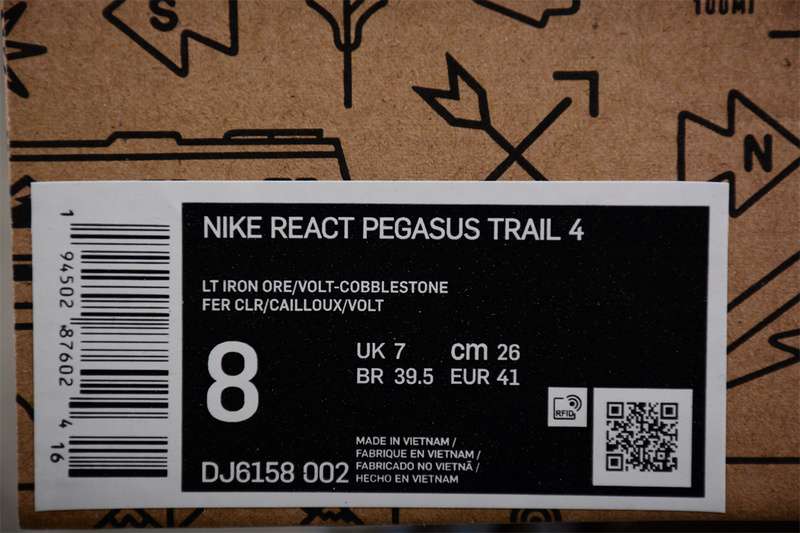 S
100MI
N
NIKE REACT PEGASUS TRAIL 4
LT IRON ORE/VOLT-COBBLESTONE
FER CLR/CAILLOUX/VOLT
8
UK 7 cm 26
BR 39.5 EUR 41
RFID
DJ6158 002
MADE IN VIETNAM /
FABRIQUE EN VIETNAM /
FABRICADO NO VIETNÃ /
HECHO EN VIETNAM
1 94502 87602 4 16